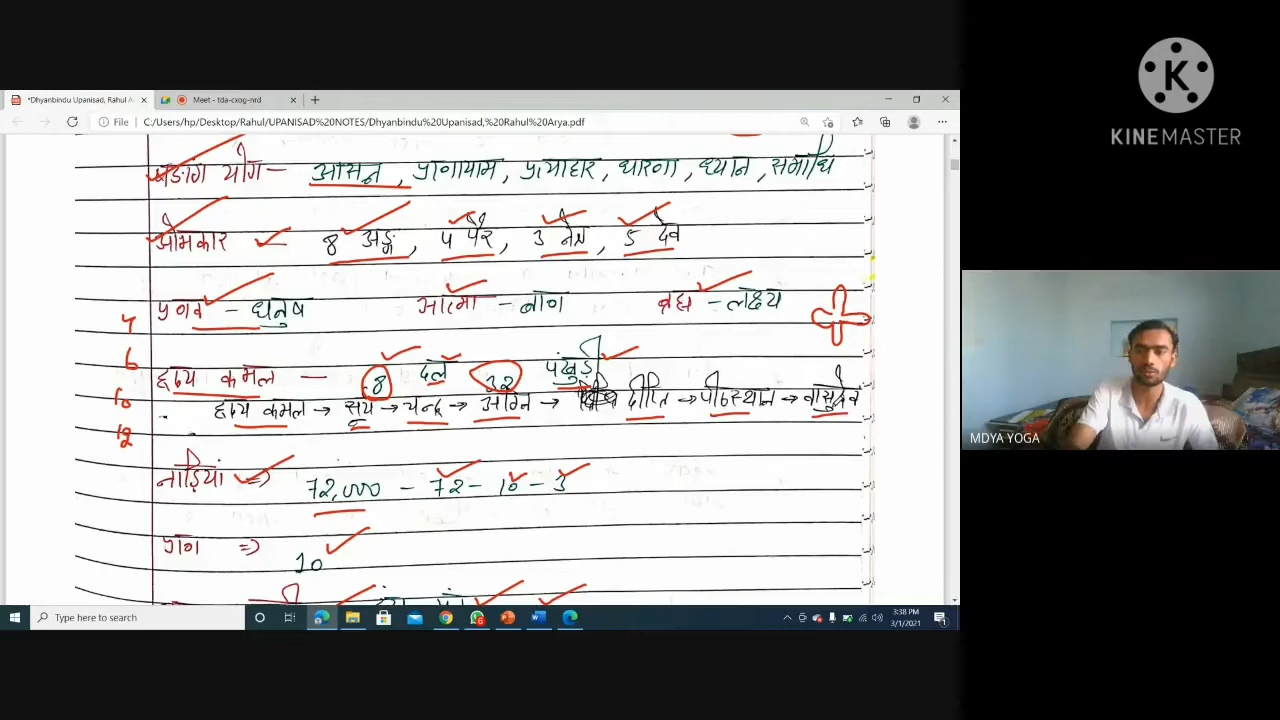 KINEMASTER
*Dhyanbindu Upanisad, Rahul Ar
Meet - tda-cxog-nrd
File C:/Users/hp/Desktop/Rahul/UPANISAD%20NOTES/Dhyanbindu%20Upanisad,%20Rahul%20Arya.pdf
षडांग योग — आसन, प्राणायाम, प्रत्याहार, धारणा, ध्यान, समाधि
ओमकार — 8 अङ्ग, 4 पैर, 3 नेत्र, 5 देव
प्रणव - धनुष आत्मा - बाण ब्रह्म - लक्ष्य
4
6
हृदय कमल — 8 दल 32 पंखुड़ी
10 हृदय कमल → सूर्य → चन्द्र → अग्नि → दीप्ति → पीठस्थान → वासुदेव
12
नाड़ियां ⇒ 72,000 - 72 - 10 - 3
प्राण ⇒ 10
MDYA YOGA
Type here to search
6
3:38 PM
3/1/2021